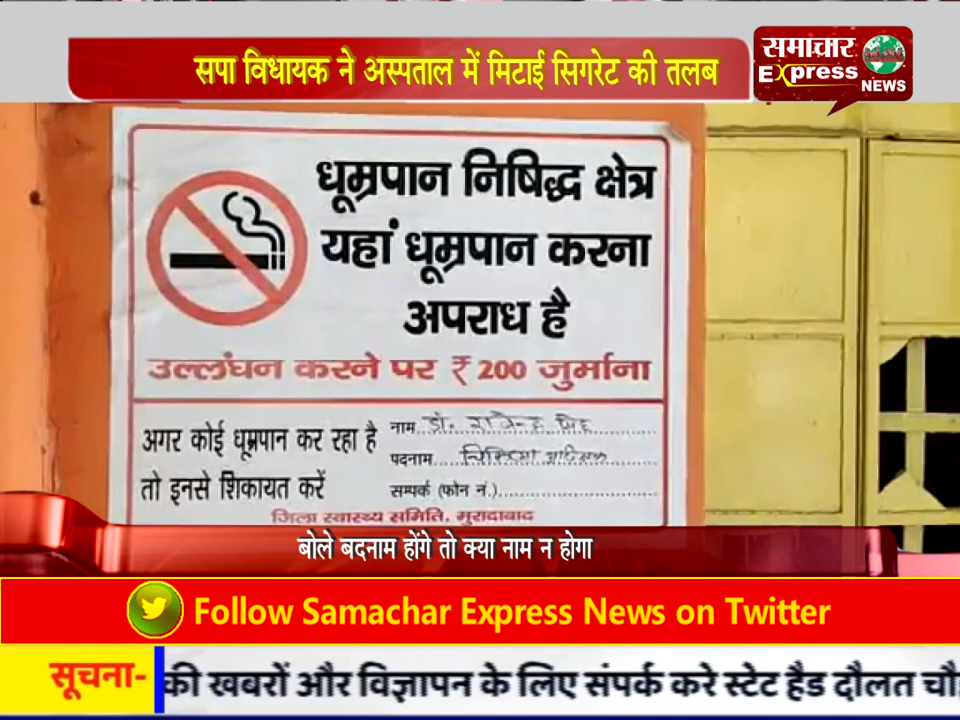 सपा विधायक ने अस्पताल में मिटाई सिगरेट की तलब
समाचार
Express
NEWS
धूम्रपान निषिद्ध क्षेत्र
यहां धूम्रपान करना
अपराध है
उल्लंघन करने पर ₹ 200 जुर्माना
अगर कोई धूम्रपान कर रहा है
तो इनसे शिकायत करें
नाम डॉ.
पदनाम
सम्पर्क (फोन नं.)
जिला स्वास्थ्य समिति, मुरादाबाद
बोले बदनाम होंगे तो क्या नाम न होगा
Follow Samachar Express News on Twitter
सूचना- की खबरों और विज्ञापन के लिए संपर्क करे स्टेट हैड दौलत